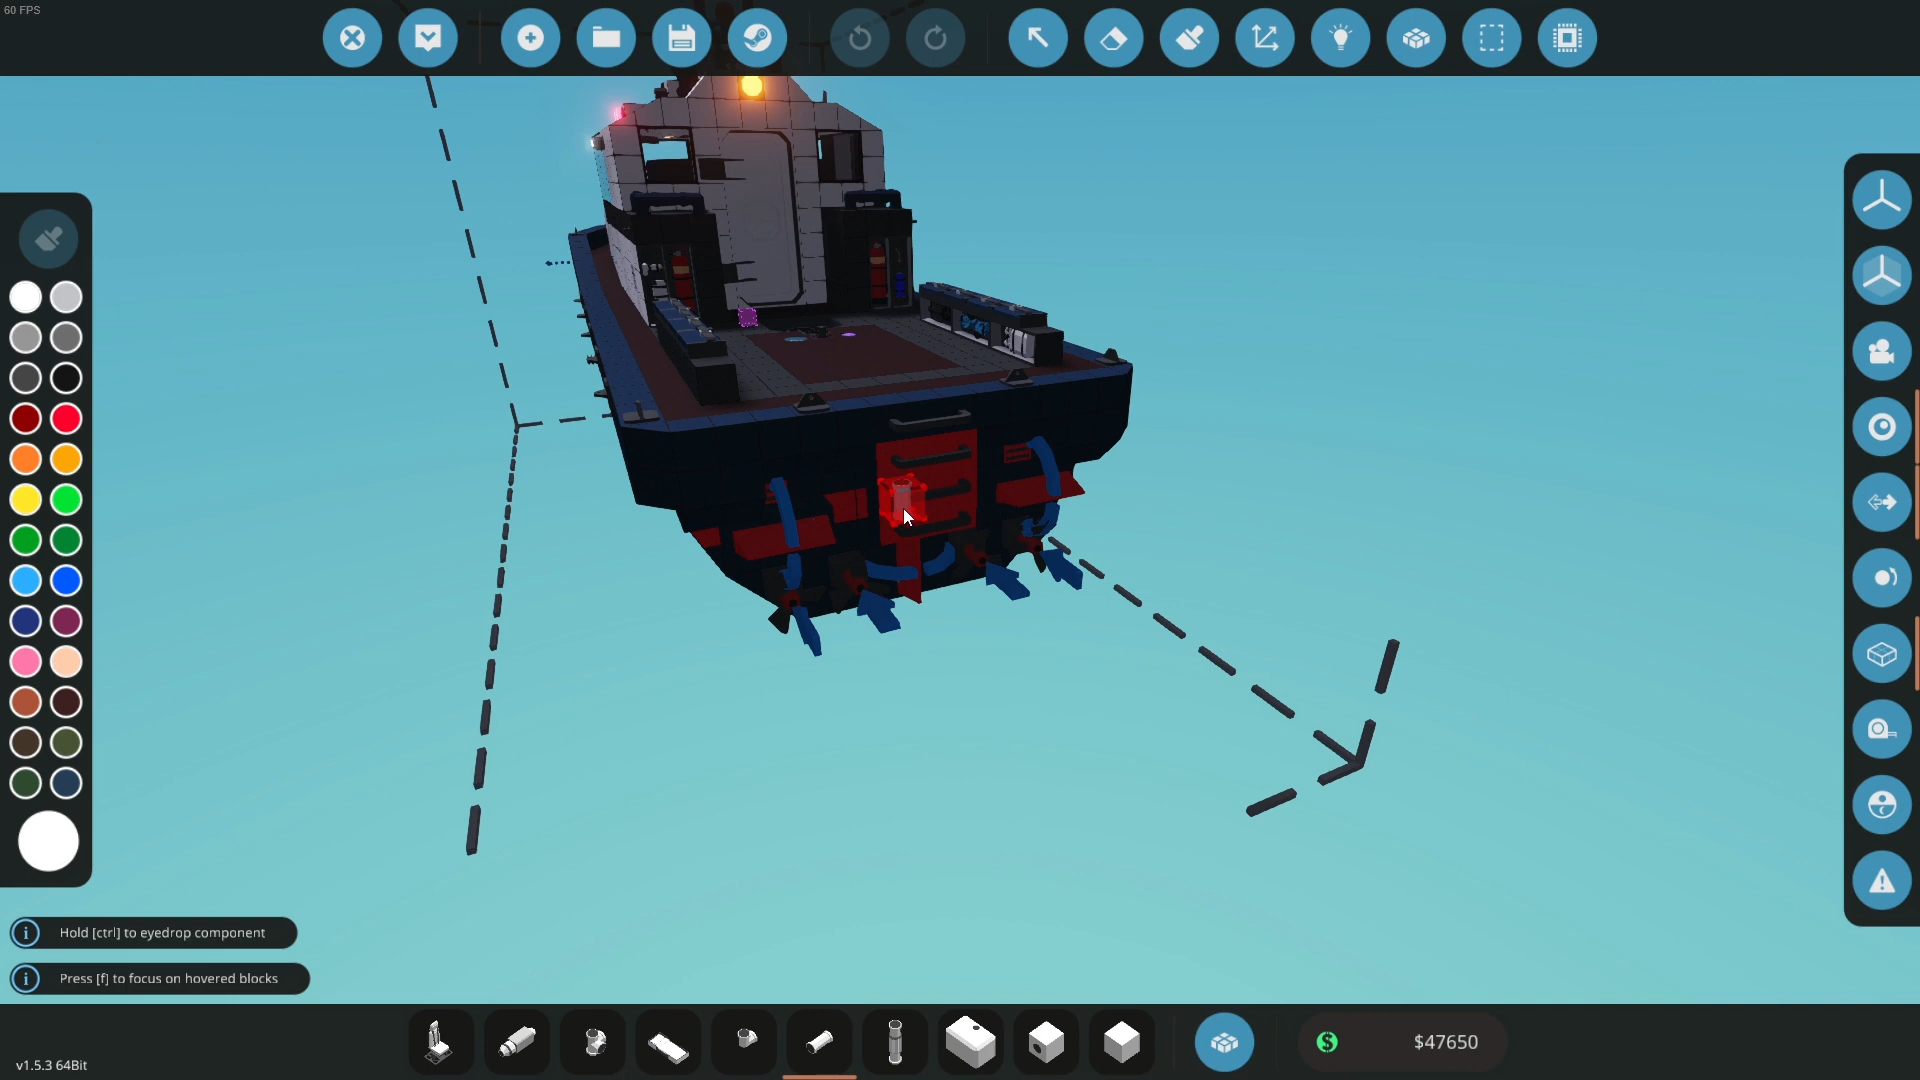 60 FPS
Hold [ctrl] to eyedrop component
Press [f] to focus on hovered blocks
$47650
v1.5.3 64Bit